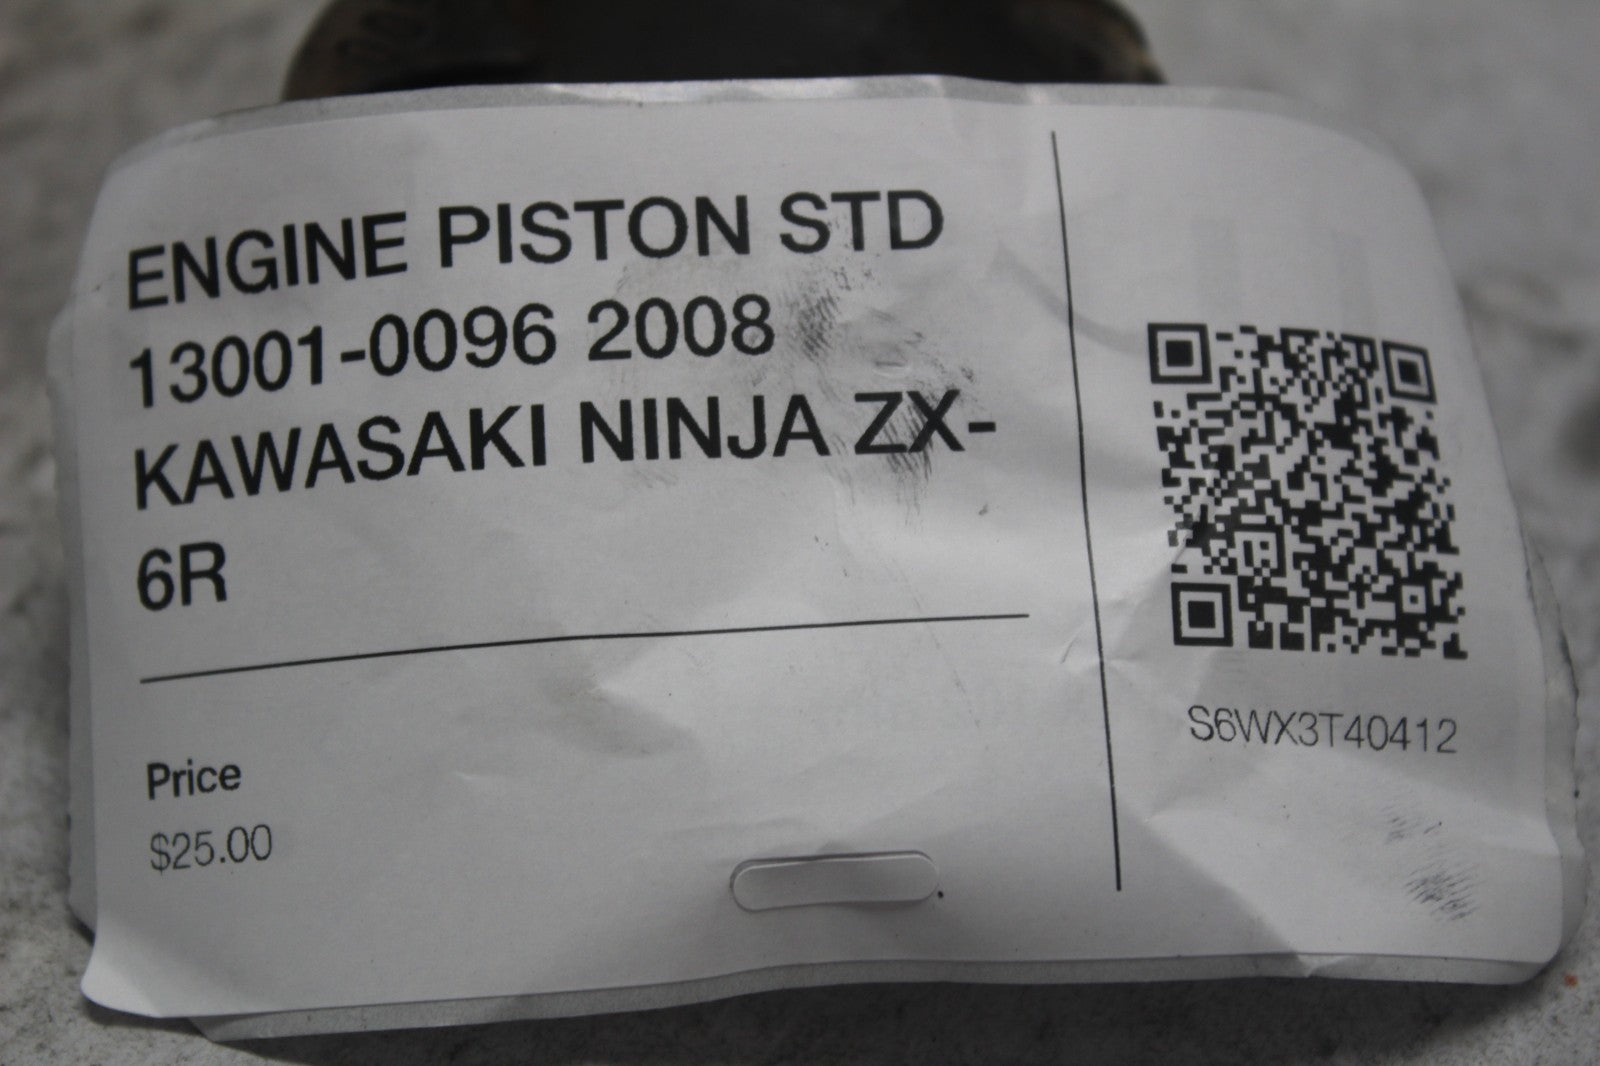 ENGINE PISTON STD
13001-0096 2008
KAWASAKI NINJA ZX-
6R
Price
$25.00
S6WX3T40412